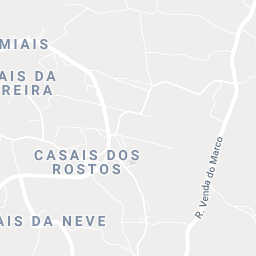 MIAIS
AIS DA
REIRA
CASAIS DOS
ROSTOS
R. Venda do Marco
AIS DA NEVE